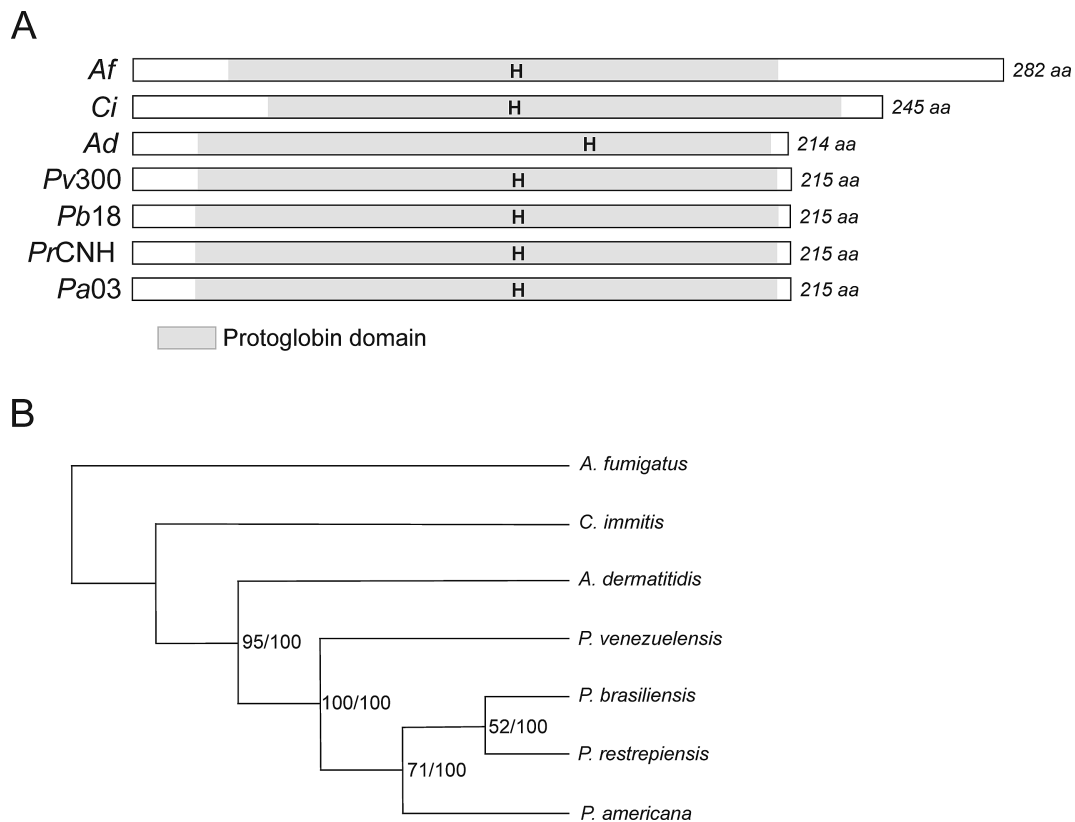 A
Af H 282 aa
Ci H 245 aa
Ad H 214 aa
Pv300 H 215 aa
Pb18 H 215 aa
PrCNH H 215 aa
Pa03 H 215 aa
Protoglobin domain
B
A. fumigatus
C. immitis
A. dermatitidis
95/100
P. venezuelensis
100/100
P. brasiliensis
52/100
P. restrepiensis
71/100
P. americana